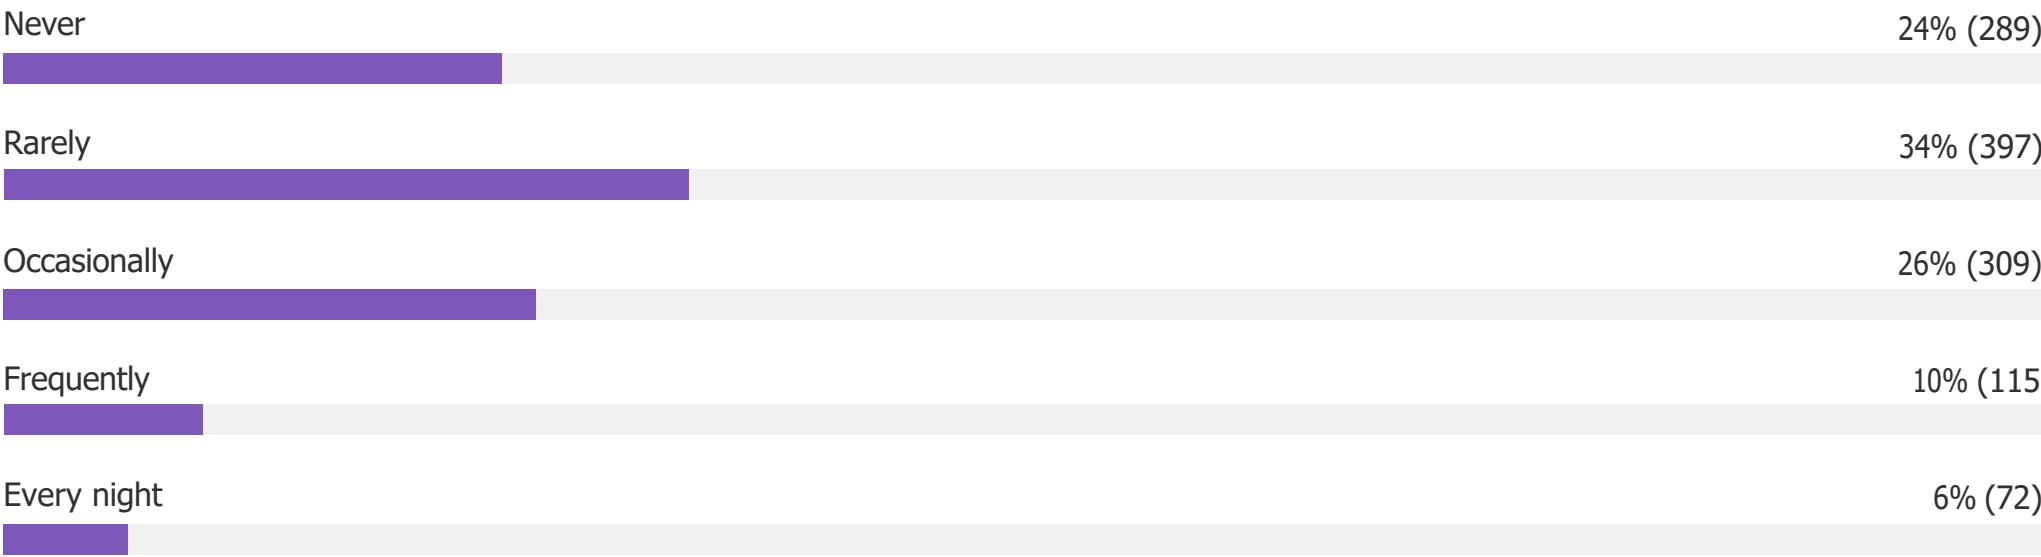 Never 24% (289)
Rarely 34% (397)
Occasionally 26% (309)
Frequently 10% (115
Every night 6% (72)